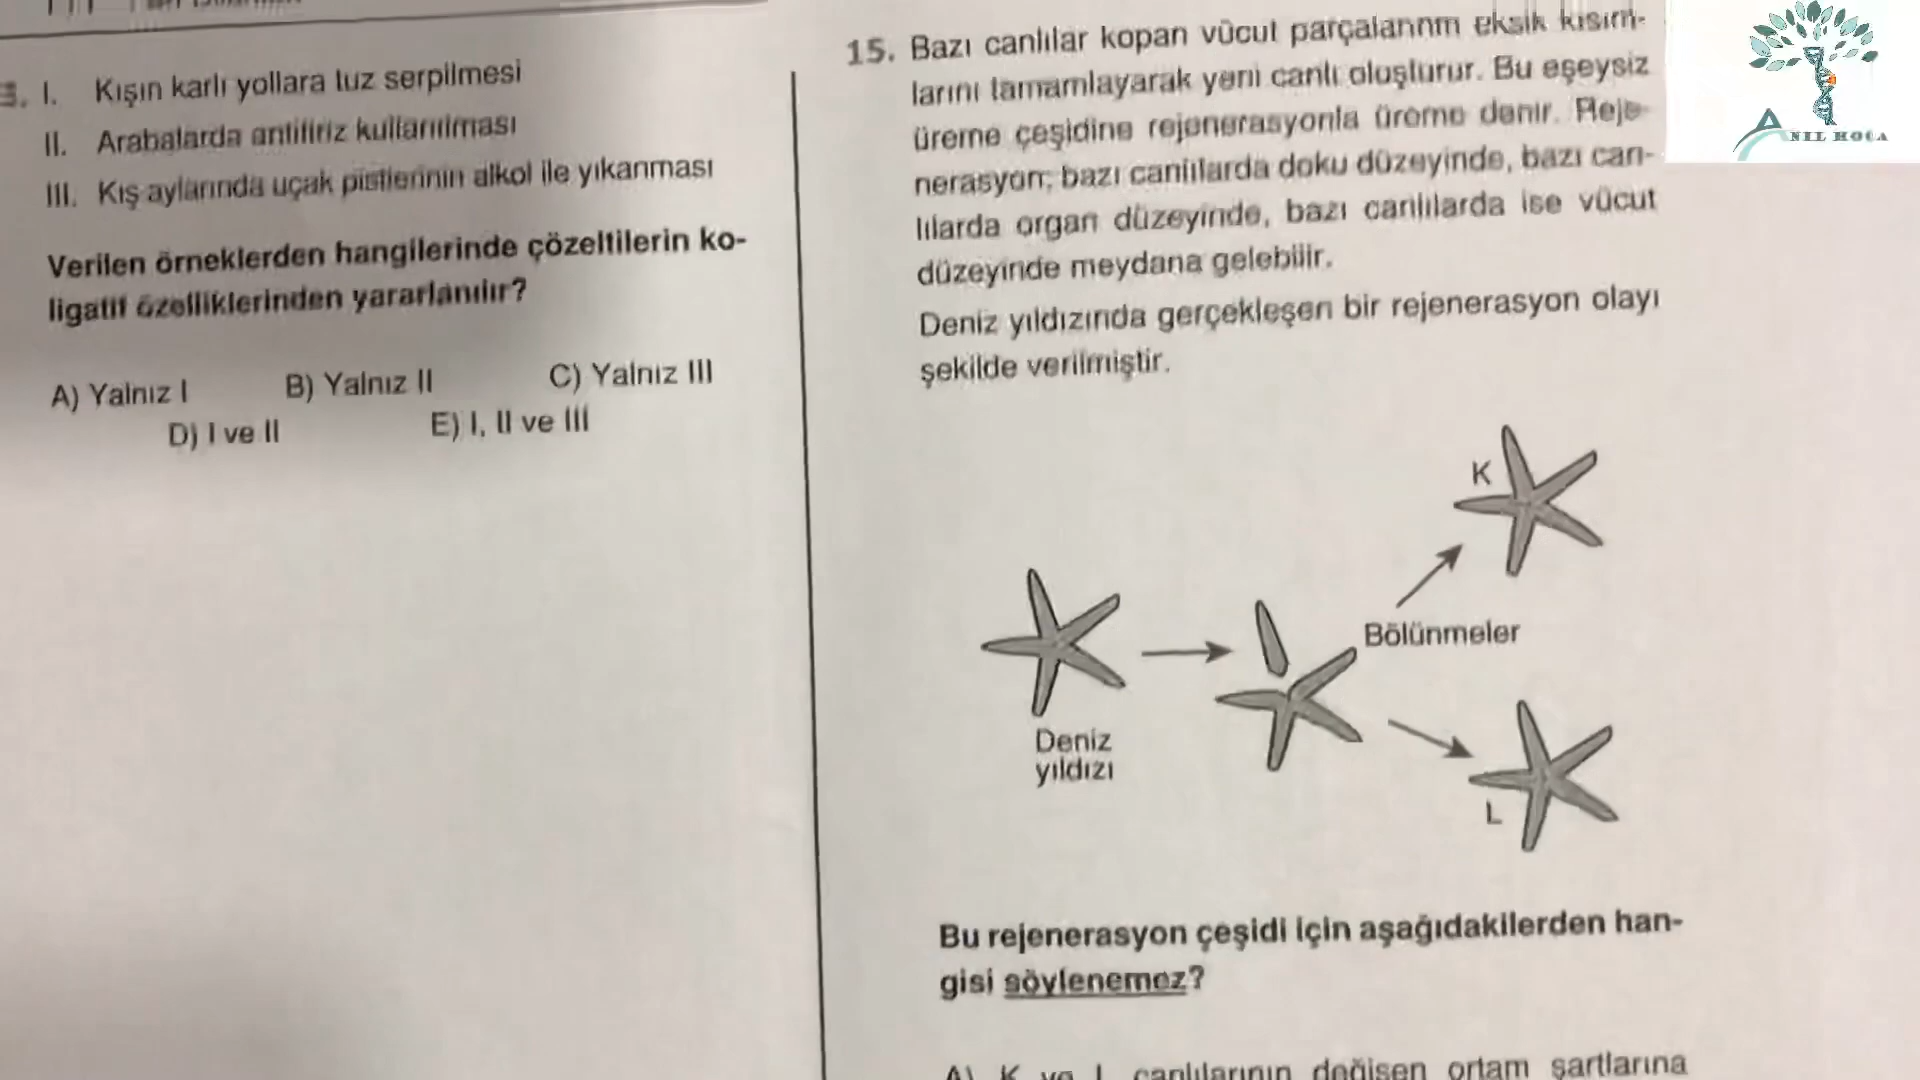 3. I. Kışın karlı yollara tuz serpilmesi
II. Arabalarda antifiriz kullanılması
III. Kış aylarında uçak pistlerinin alkol ile yıkanması
Verilen örneklerden hangilerinde çözeltilerin ko-
ligatif özelliklerinden yararlanılır?
A) Yalnız I B) Yalnız II C) Yalnız III
D) I ve II E) I, II ve III
15. Bazı canlılar kopan vücut parçalarının eksik kısım-
larını tamamlayarak yeni canlı oluşturur. Bu eşeysiz
üreme çeşidine rejenerasyonla üreme denir. Reje-
nerasyon; bazı canlılarda doku düzeyinde, bazı can-
lılarda organ düzeyinde, bazı canlılarda ise vücut
düzeyinde meydana gelebilir.
Deniz yıldızında gerçekleşen bir rejenerasyon olayı
şekilde verilmiştir.
K
Bölünmeler
Deniz
yıldızı
L
Bu rejenerasyon çeşidi için aşağıdakilerden han-
gisi söylenemez?
A) K ve L canlılarının değişen ortam şartlarına
ANIL HOCA